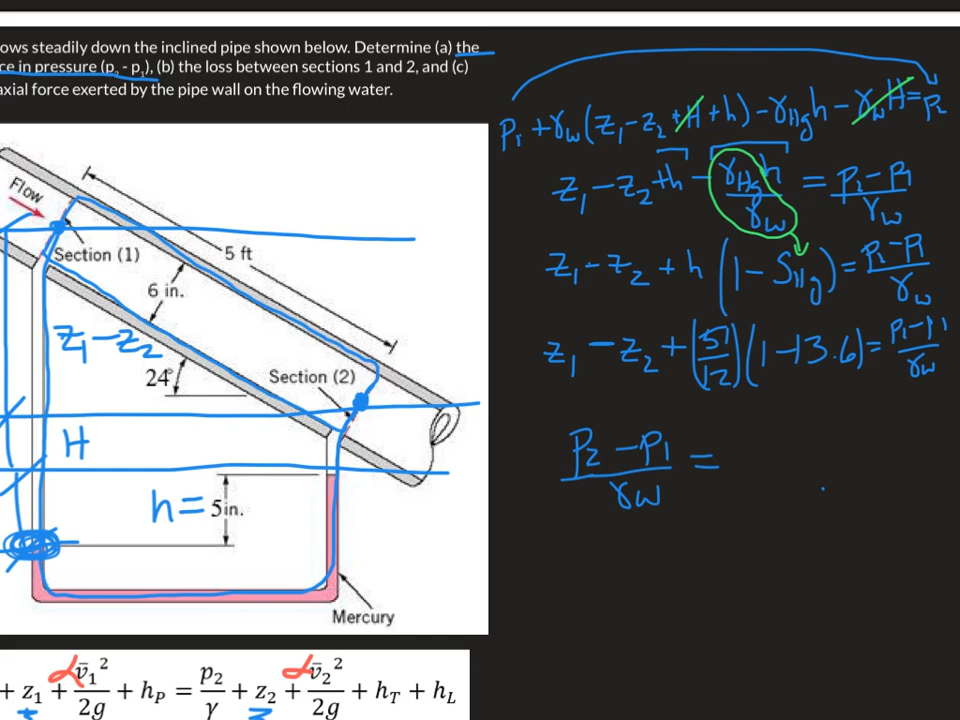 ows steadily down the inclined pipe shown below. Determine (a) the
ce in pressure (p₂ - p₁), (b) the loss between sections 1 and 2, and (c)
axial force exerted by the pipe wall on the flowing water.
Flow
Section (1)
5 ft
6 in.
z₁ - z₂
24°
Section (2)
H
h = 5 in.
Mercury
P₁ + γw (z₁ - z₂ + H + h) - γHg h - γw H = P₂
z₁ - z₂ + h - γHg h / γw = P₂ - P₁ / γw
z₁ - z₂ + h (1 - SHg) = P₂ - P₁ / γw
z₁ - z₂ + (5/12)(1 - 13.6) = P₂ - P₁ / γw
P₂ - P₁ / γw =
+ z₁ + α v̄₁² / 2g + hP = p₂ / γ + z₂ + α v̄₂² / 2g + hT + hL